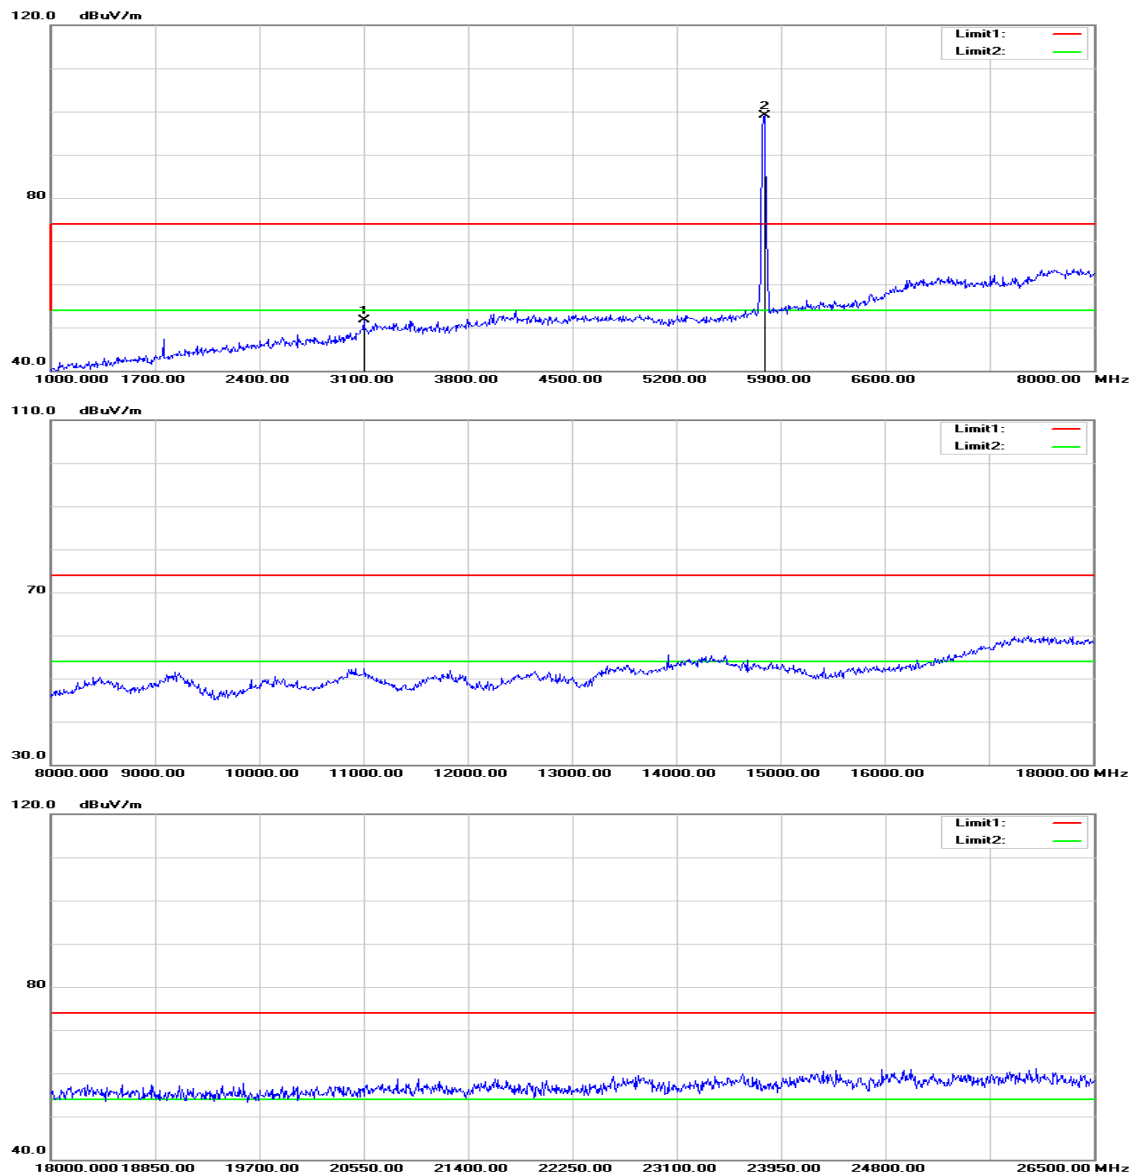 120.0 dBuV/m
Limit1:
Limit2:
2
80
1
40.0
1000.000 1700.00 2400.00 3100.00 3800.00 4500.00 5200.00 5900.00 6600.00 8000.00 MHz
110.0 dBuV/m
Limit1:
Limit2:
70
30.0
8000.000 9000.00 10000.00 11000.00 12000.00 13000.00 14000.00 15000.00 16000.00 18000.00 MHz
120.0 dBuV/m
Limit1:
Limit2:
80
40.0
18000.000 18850.00 19700.00 20550.00 21400.00 22250.00 23100.00 23950.00 24800.00 26500.00 MHz